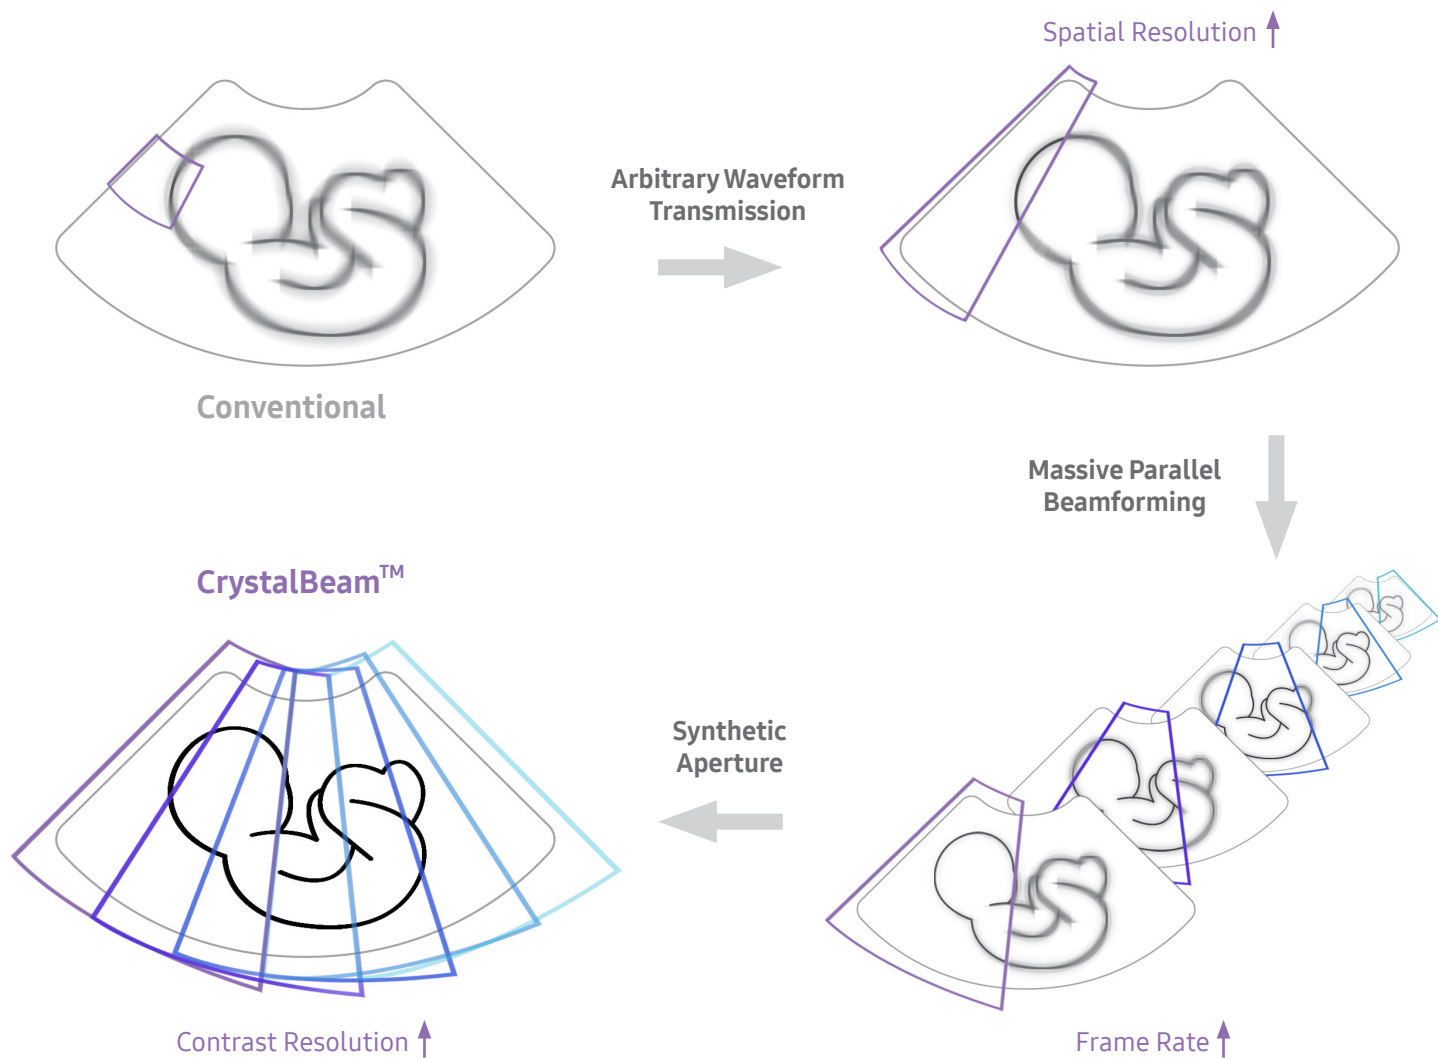 Spatial Resolution
Arbitrary Waveform
Transmission
Conventional
Massive Parallel
Beamforming
CrystalBeam™
Synthetic
Aperture
Contrast Resolution
Frame Rate